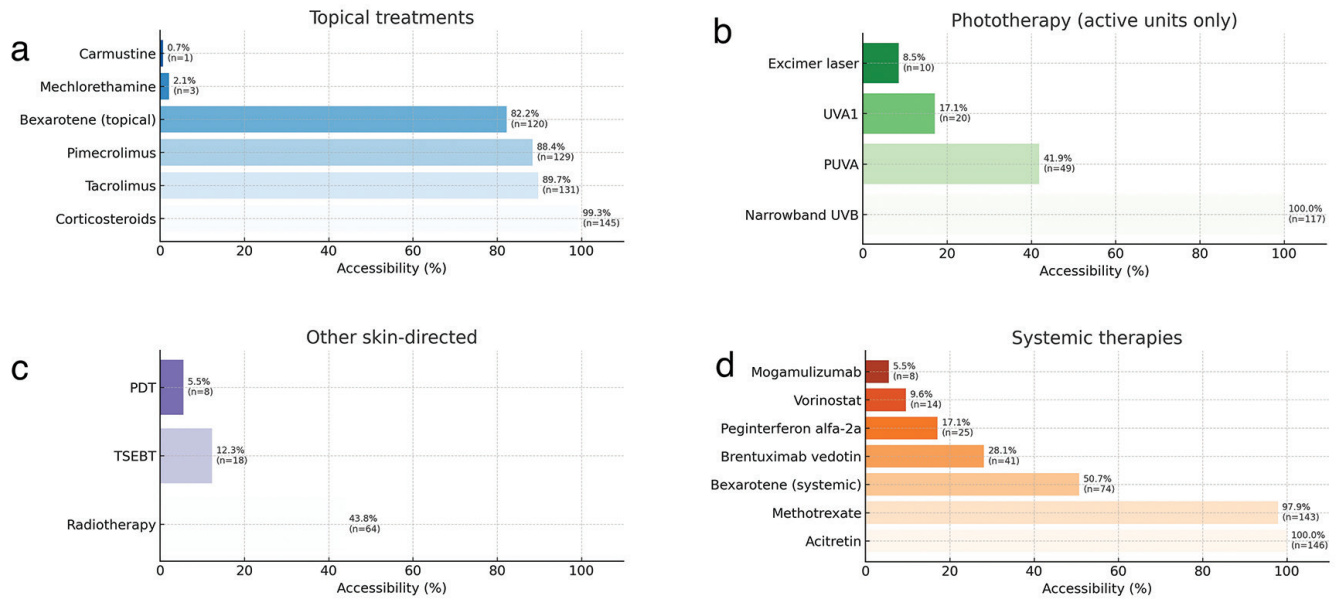 a
Topical treatments
Carmustine
0.7%
(n=1)
Mechlorethamine
2.1%
(n=3)
Bexarotene (topical)
82.2%
(n=120)
Pimecrolimus
88.4%
(n=129)
Tacrolimus
89.7%
(n=131)
Corticosteroids
99.3%
(n=145)
0 20 40 60 80 100
Accessibility (%)
b
Phototherapy (active units only)
Excimer laser
8.5%
(n=10)
UVA1
17.1%
(n=20)
PUVA
41.9%
(n=49)
Narrowband UVB
100.0%
(n=117)
0 20 40 60 80 100
Accessibility (%)
c
Other skin-directed
PDT
5.5%
(n=8)
TSEBT
12.3%
(n=18)
Radiotherapy
43.8%
(n=64)
0 20 40 60 80 100
Accessibility (%)
d
Systemic therapies
Mogamulizumab
5.5%
(n=8)
Vorinostat
9.6%
(n=14)
Peginterferon alfa-2a
17.1%
(n=25)
Brentuximab vedotin
28.1%
(n=41)
Bexarotene (systemic)
50.7%
(n=74)
Methotrexate
97.9%
(n=143)
Acitretin
100.0%
(n=146)
0 20 40 60 80 100
Accessibility (%)